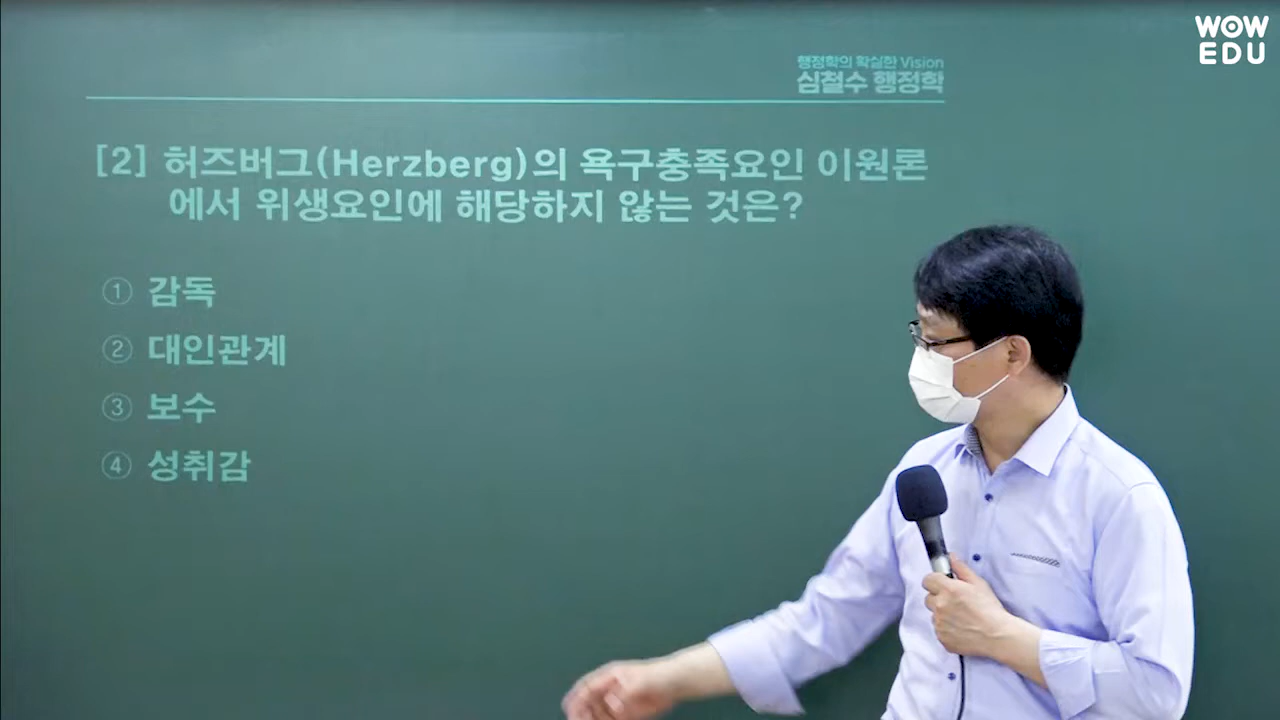 WOW
EDU
행정학의 확실한 Vision
심철수 행정학
[2] 허즈버그(Herzberg)의 욕구충족요인 이원론
에서 위생요인에 해당하지 않는 것은?
① 감독
② 대인관계
③ 보수
④ 성취감